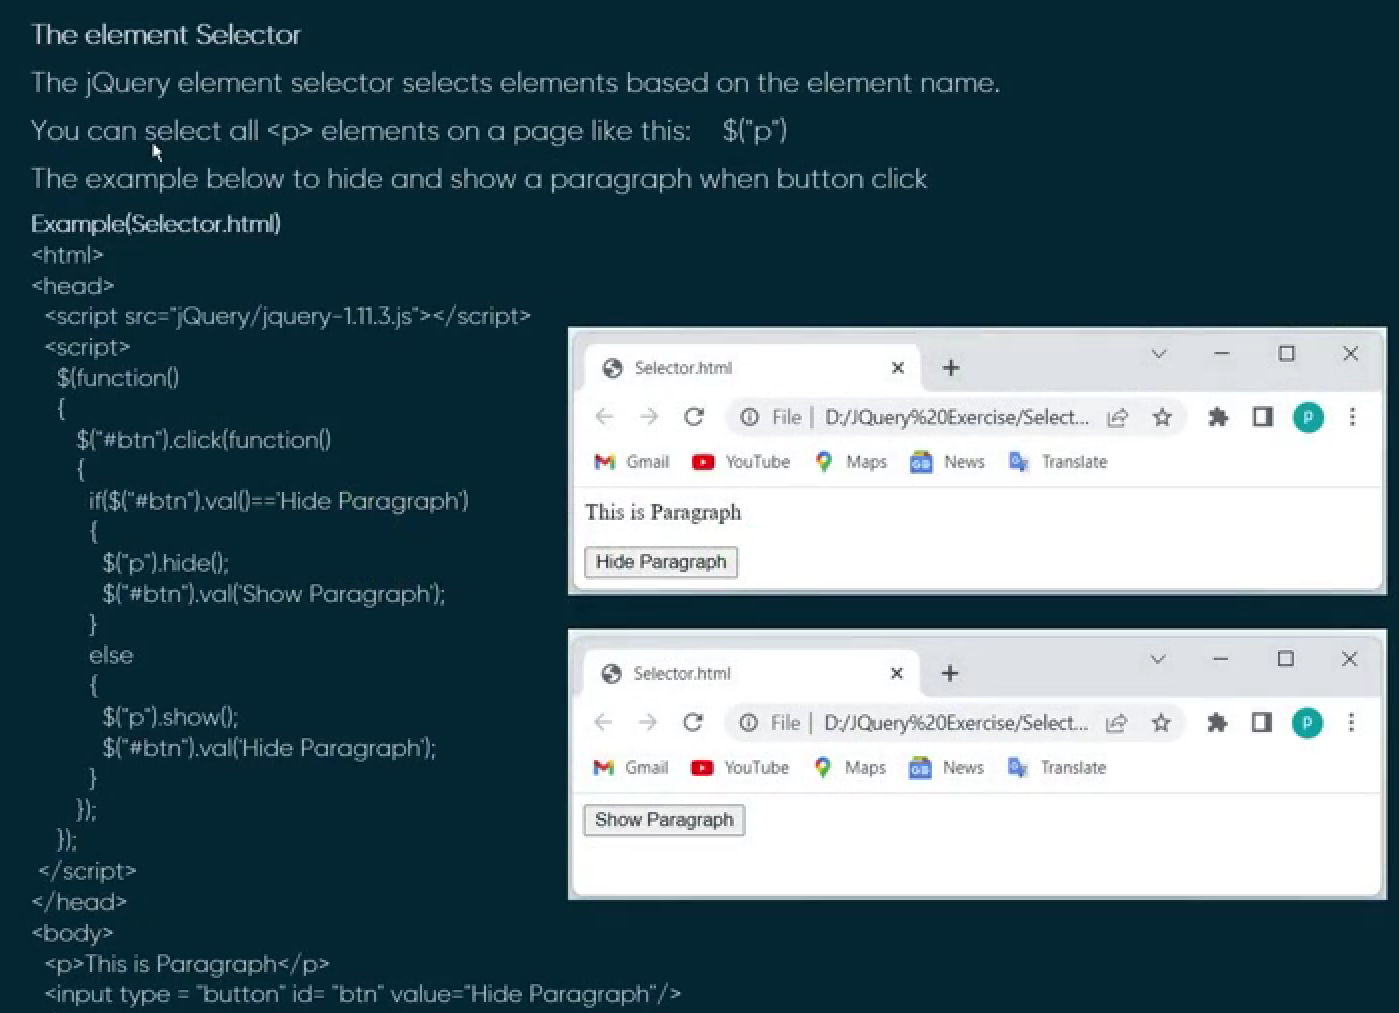 The element Selector
The jQuery element selector selects elements based on the element name.
You can select all <p> elements on a page like this: $("p")
The example below to hide and show a paragraph when button click
Example(Selector.html)
<html>
<head>
<script src="jQuery/jquery-1.11.3.js"></script>
<script>
$(function()
{
$("#btn").click(function()
{
if($("#btn").val()=='Hide Paragraph')
{
$("p").hide();
$("#btn").val('Show Paragraph');
}
else
{
$("p").show();
$("#btn").val('Hide Paragraph');
}
});
});
</script>
</head>
<body>
<p>This is Paragraph</p>
<input type = "button" id= "btn" value="Hide Paragraph"/>
Selector.html
File | D:/JQuery%20Exercise/Select... P
Gmail YouTube Maps News Translate
This is Paragraph
Hide Paragraph
Selector.html
File | D:/JQuery%20Exercise/Select... P
Gmail YouTube Maps News Translate
Show Paragraph